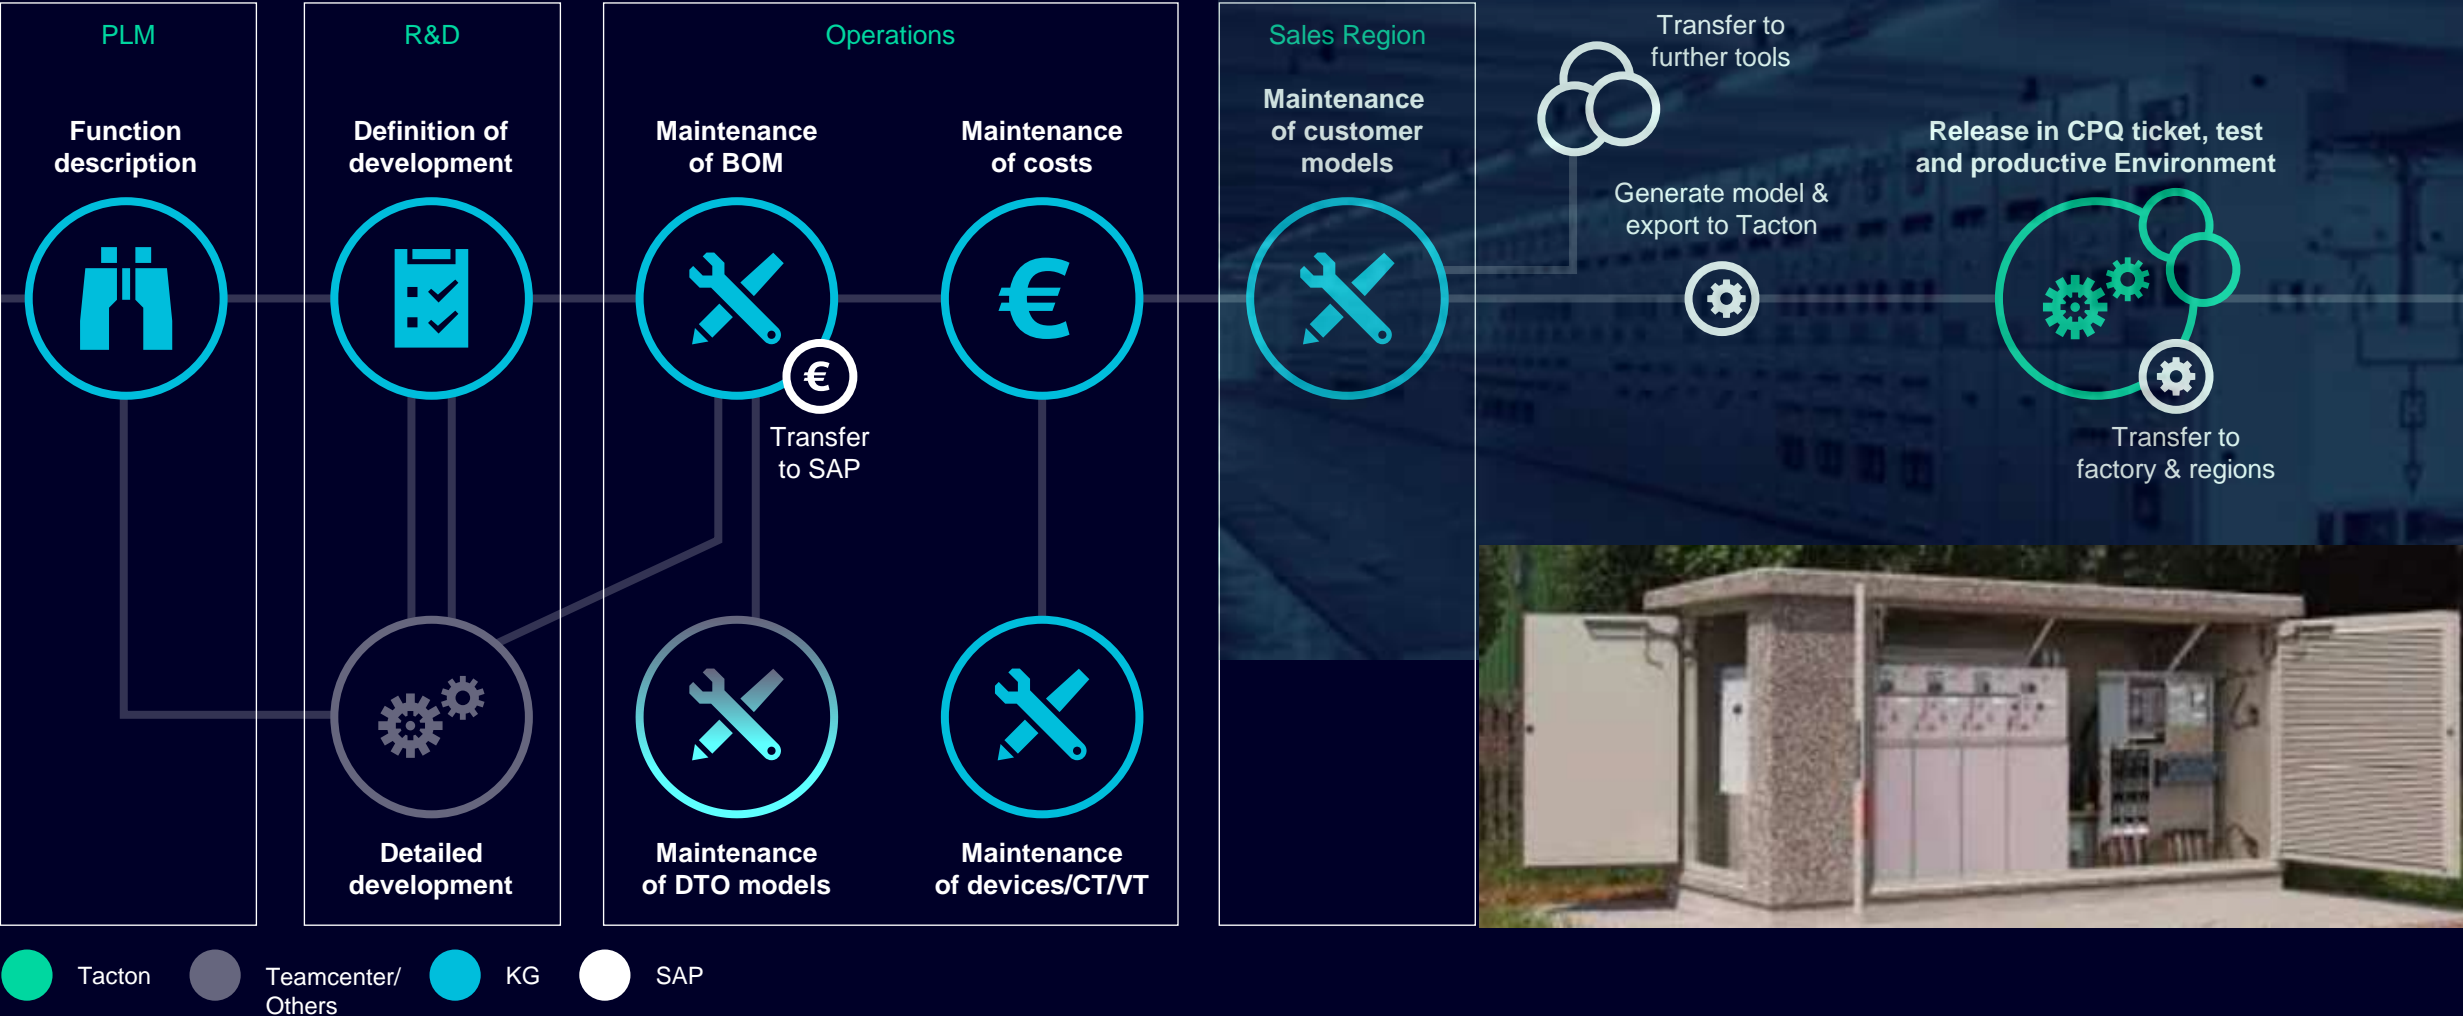 PLM
R&D
Operations
Sales Region
Function
description
Definition of
development
Maintenance
of BOM
Maintenance
of costs
Maintenance
of customer
models
Transfer to
further tools
Generate model &
export to Tacton
Release in CPQ ticket, test
and productive Environment
€
€
Transfer
to SAP
Transfer to
factory & regions
Detailed
development
Maintenance
of DTO models
Maintenance
of devices/CT/VT
Tacton
Teamcenter/
Others
KG
SAP